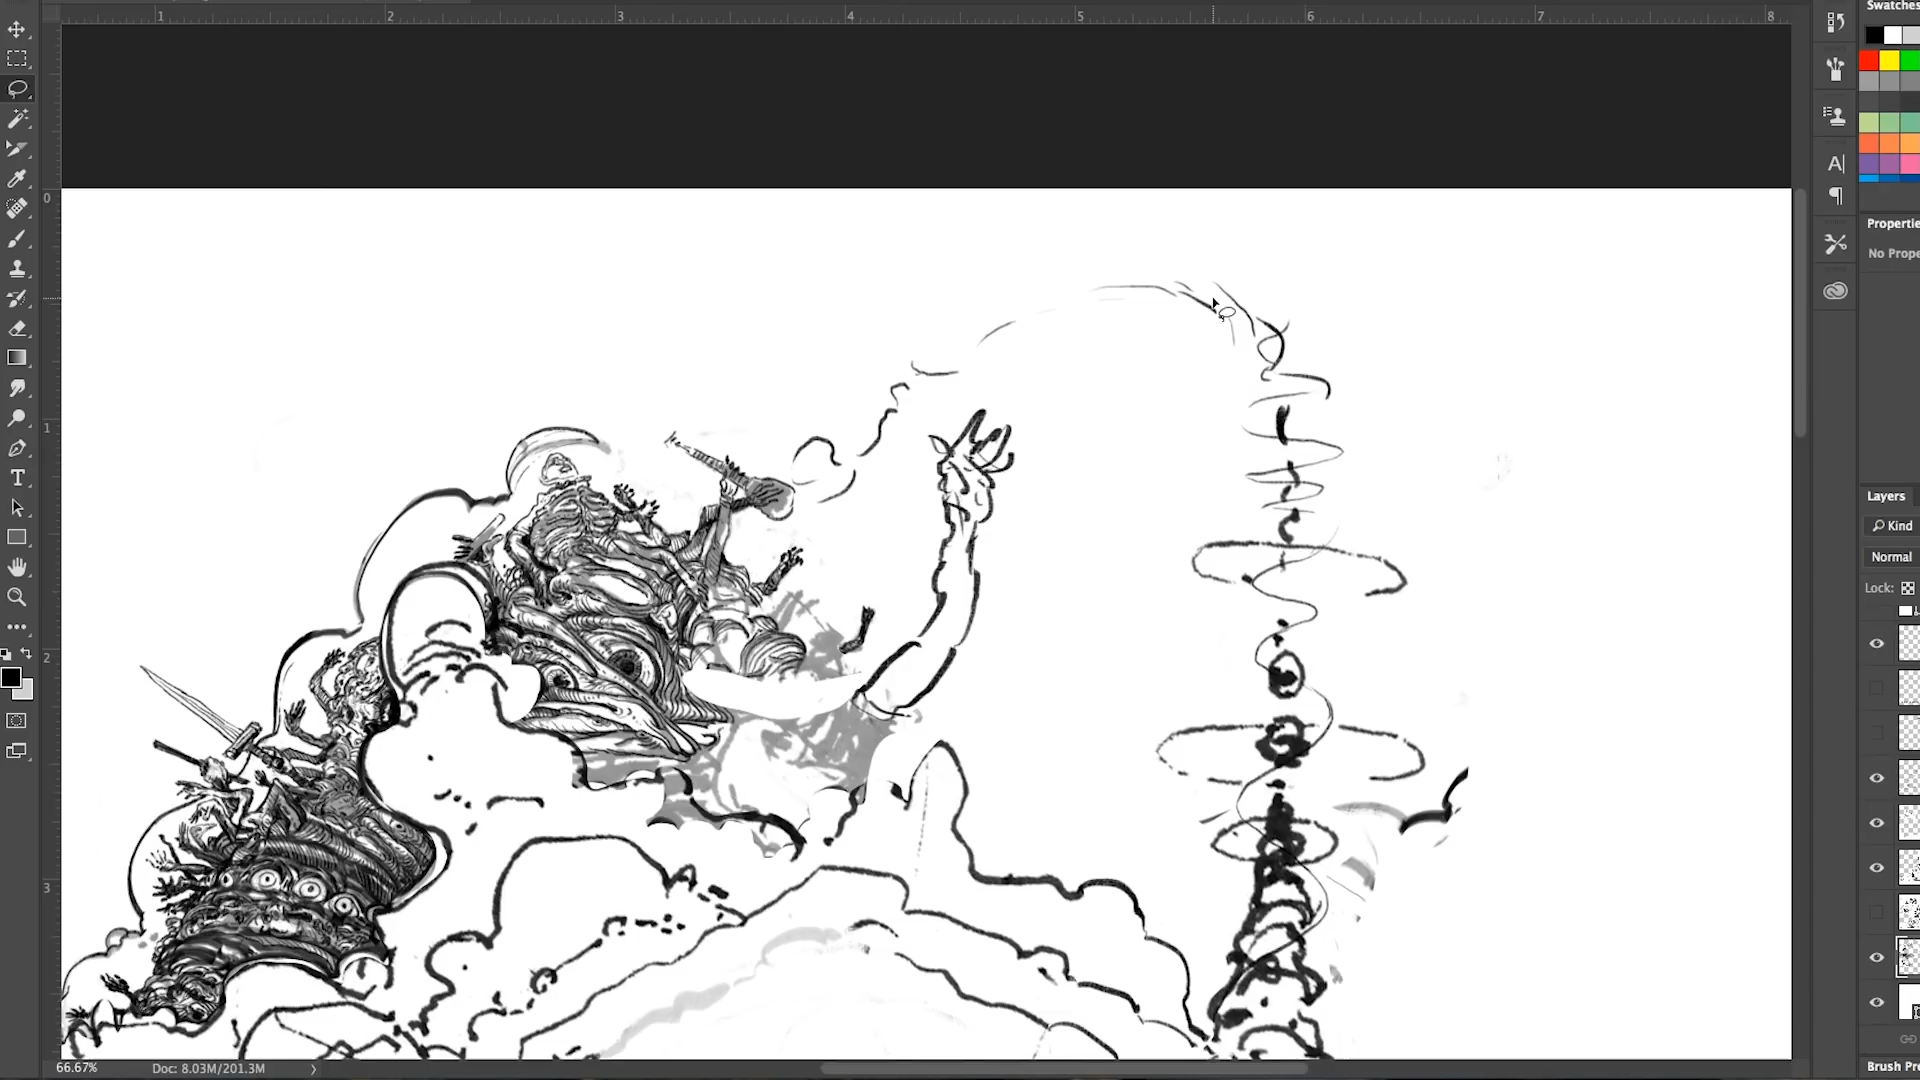 Swatches
1 2 3 4 5 6 7 8
0
1
2
3
T
A|
¶
Propertie
No Prope
Layers
Kind
Normal
Lock:
66.67%
Doc: 8.03M/201.3M
Brush Pre